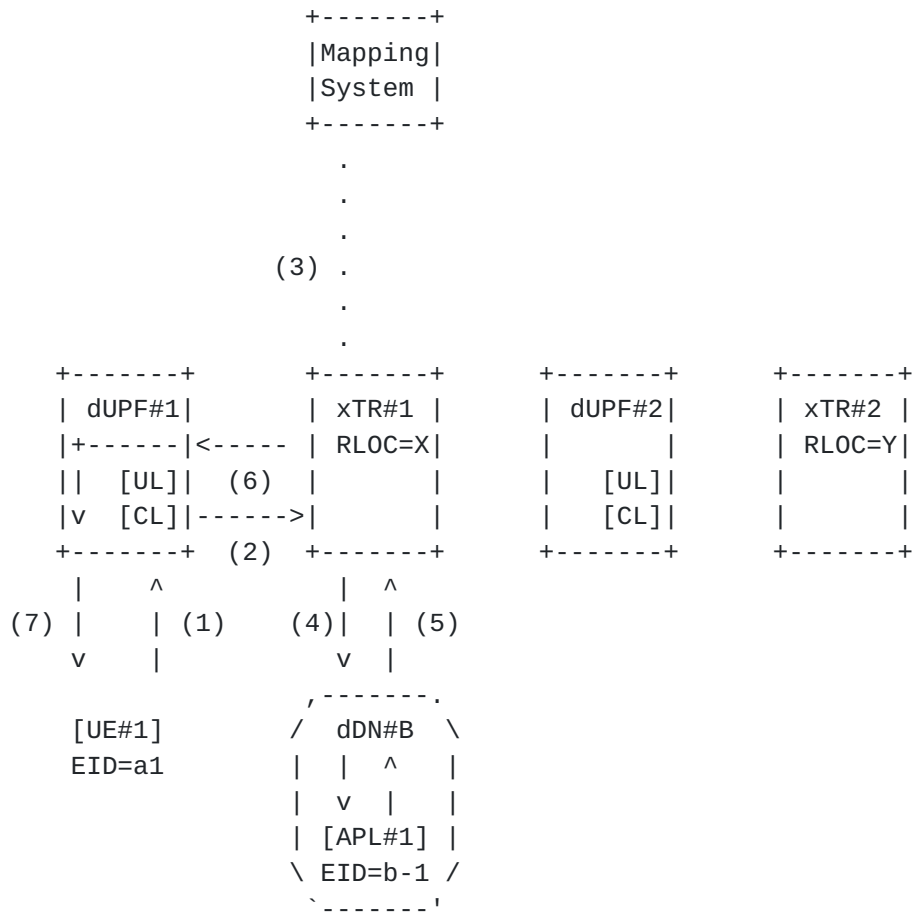 Mapping
System
(3)
dUPF#1 xTR#1 dUPF#2 xTR#2
RLOC=X RLOC=Y
[UL] (6) [UL]
[CL] [CL]
(2)
(7) (1) (4) (5)
[UE#1] dDN#B
EID=a1
[APL#1]
EID=b-1